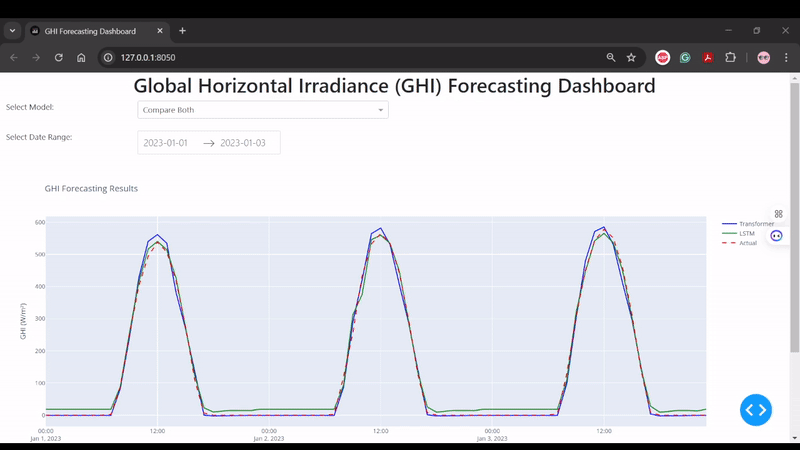 GHI Forecasting Dashboard
127.0.0.1:8050
ABP
Global Horizontal Irradiance (GHI) Forecasting Dashboard
Select Model:
Compare Both
Select Date Range:
2023-01-01 → 2023-01-03
GHI Forecasting Results
Transformer
LSTM
Actual
GHI (W/m²)
600
500
400
300
200
100
0
00:00 12:00 00:00 12:00 00:00 12:00
Jan 1, 2023 Jan 2, 2023 Jan 3, 2023